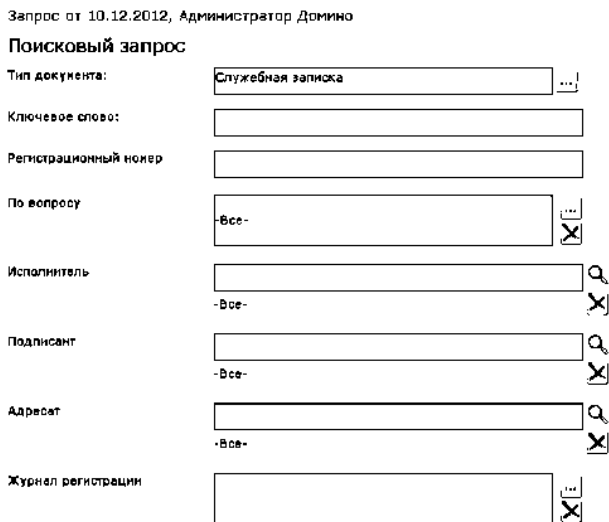 Запрос от 10.12.2012, Администратор Домино
Поисковый запрос
Тип документа:
Служебная записка
...
Ключевое слово:
Регистрационный номер
По вопросу
-Все-
...
Исполнитель
-Все-
Подписант
-Все-
Адресат
-Все-
Журнал регистрации
...